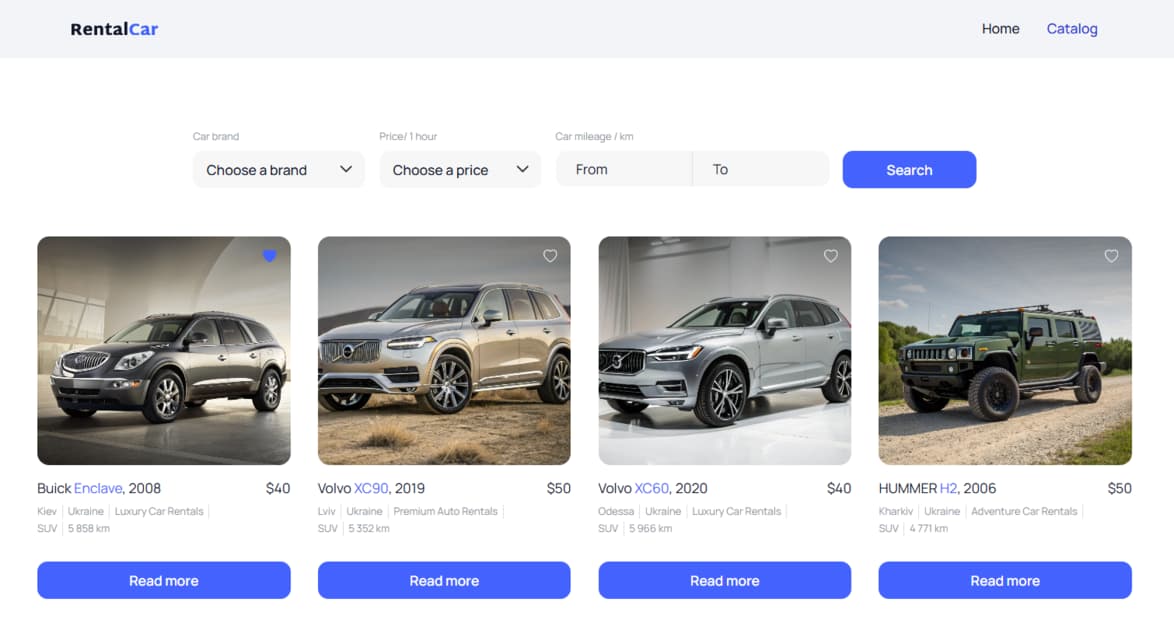 RentalCar
Home Catalog
Car brand Price/ 1 hour Car mileage / km
Choose a brand Choose a price From To Search
Buick Enclave, 2008 $40
Kiev Ukraine Luxury Car Rentals
SUV 5 858 km
Read more
Volvo XC90, 2019 $50
Lviv Ukraine Premium Auto Rentals
SUV 5 352 km
Read more
Volvo XC60, 2020 $40
Odessa Ukraine Luxury Car Rentals
SUV 5 966 km
Read more
HUMMER H2, 2006 $50
Kharkiv Ukraine Adventure Car Rentals
SUV 4 771 km
Read more